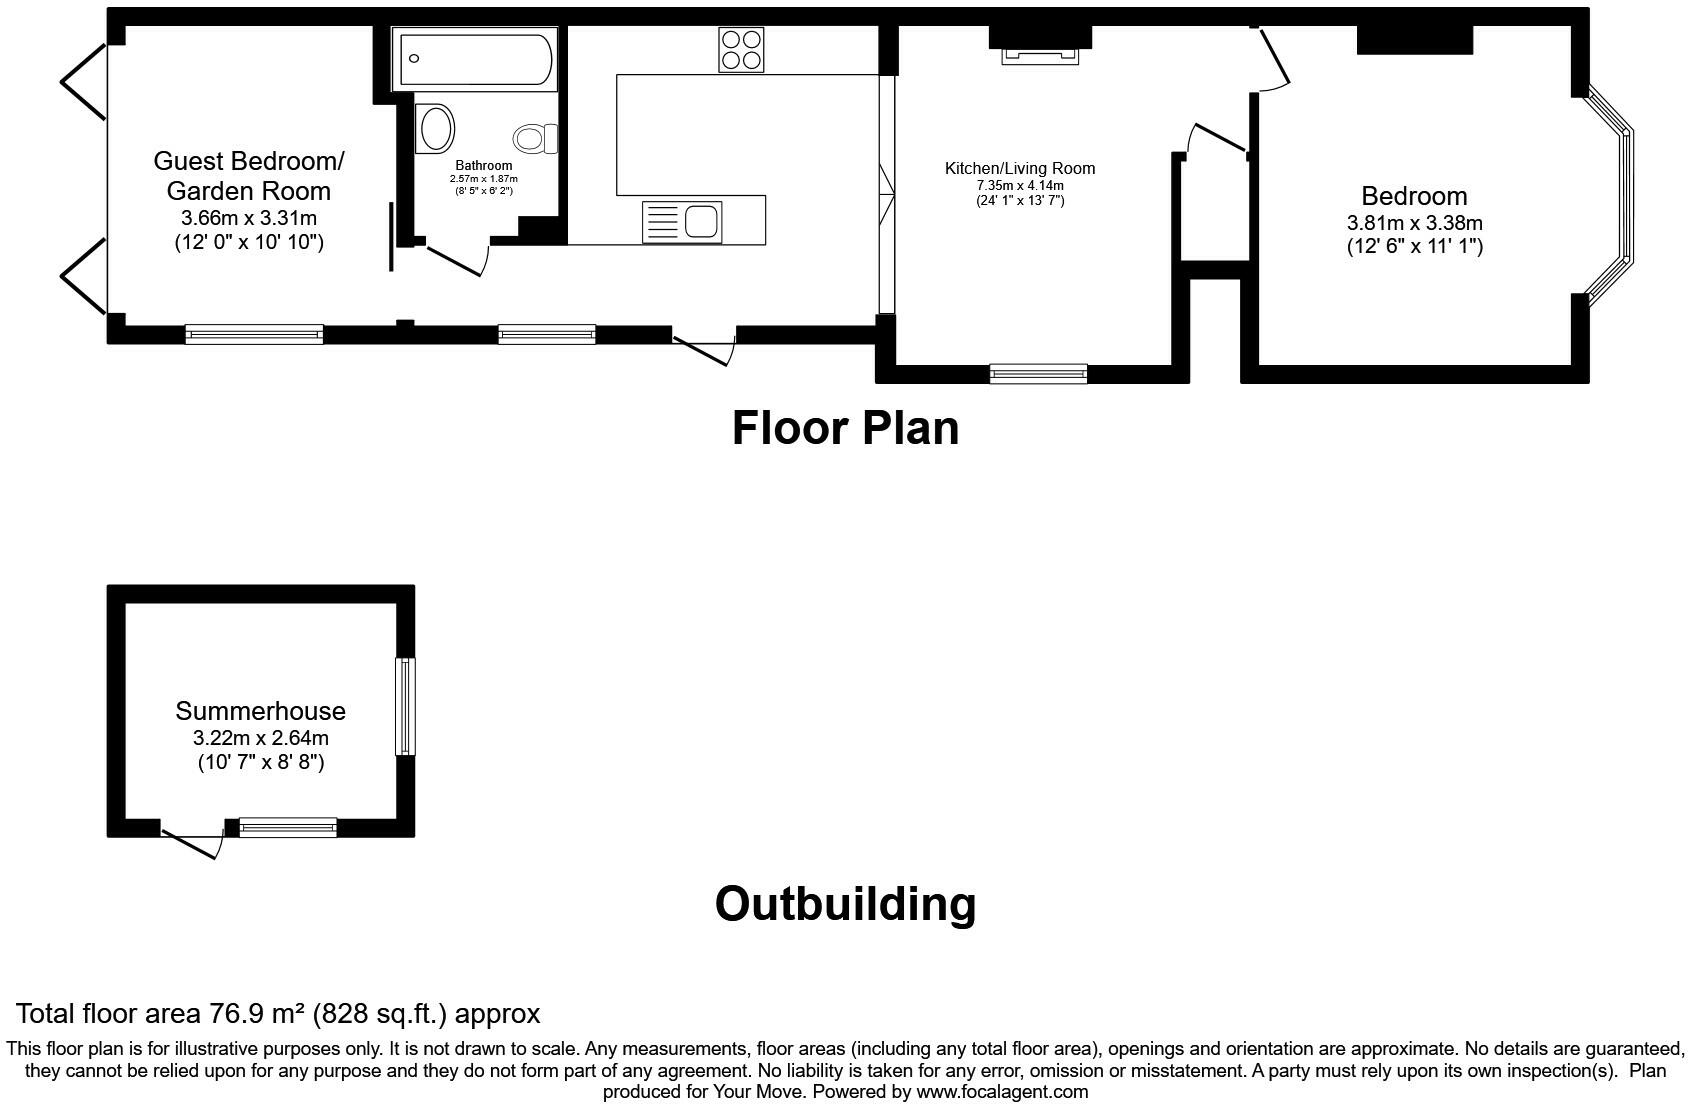 Guest Bedroom/
Garden Room
3.66m x 3.31m
(12' 0" x 10' 10")
Bathroom
2.57m x 1.87m
(8' 5" x 6' 2")
Kitchen/Living Room
7.35m x 4.14m
(24' 1" x 13' 7")
Bedroom
3.81m x 3.38m
(12' 6" x 11' 1")
Floor Plan
Summerhouse
3.22m x 2.64m
(10' 7" x 8' 8")
Outbuilding
Total floor area 76.9 m² (828 sq.ft.) approx
This floor plan is for illustrative purposes only. It is not drawn to scale. Any measurements, floor areas (including any total floor area), openings and orientation are approximate. No details are guaranteed,
they cannot be relied upon for any purpose and they do not form part of any agreement. No liability is taken for any error, omission or misstatement. A party must rely upon its own inspection(s).  Plan
produced for Your Move. Powered by www.focalagent.com